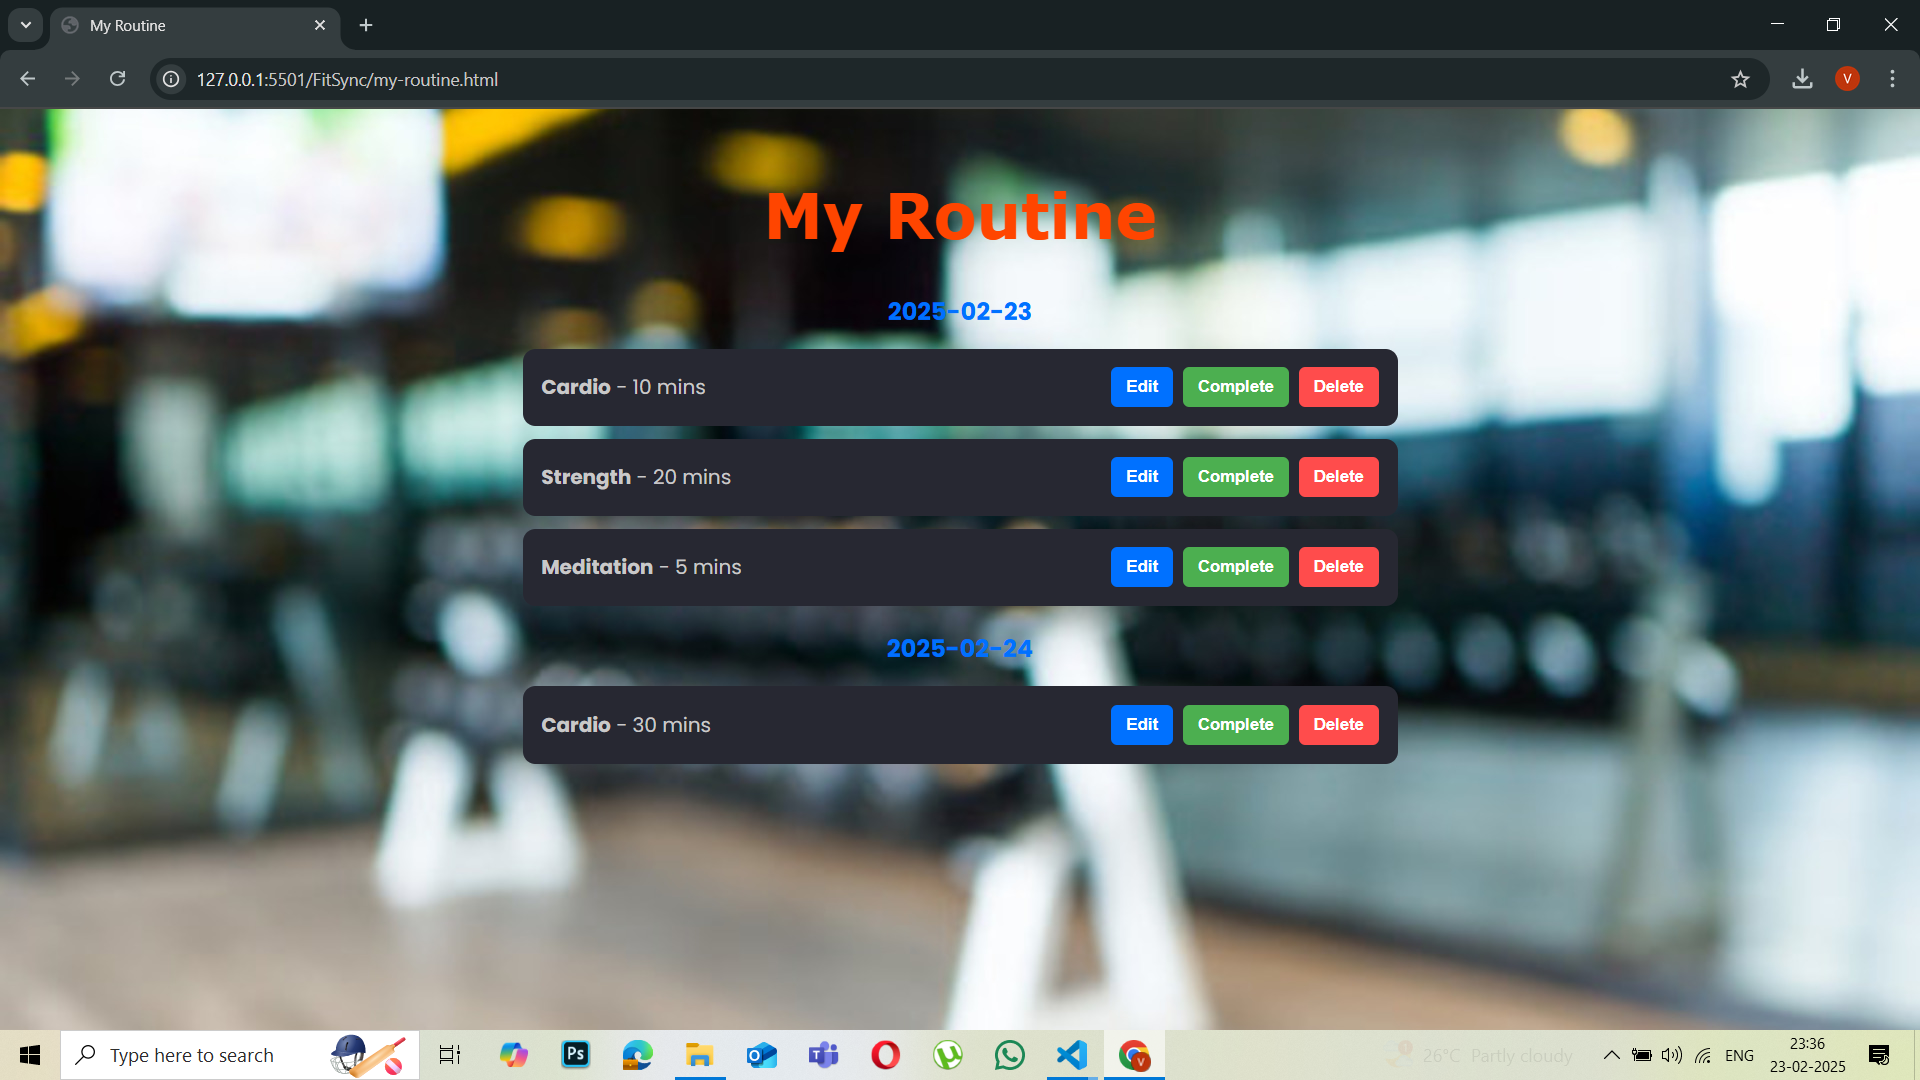 My Routine
127.0.0.1:5501/FitSync/my-routine.html
V
My Routine
2025-02-23
Cardio - 10 mins Edit Complete Delete
Strength - 20 mins Edit Complete Delete
Meditation - 5 mins Edit Complete Delete
2025-02-24
Cardio - 30 mins Edit Complete Delete
Type here to search
Ps
26°C Partly cloudy
ENG
23:36
23-02-2025